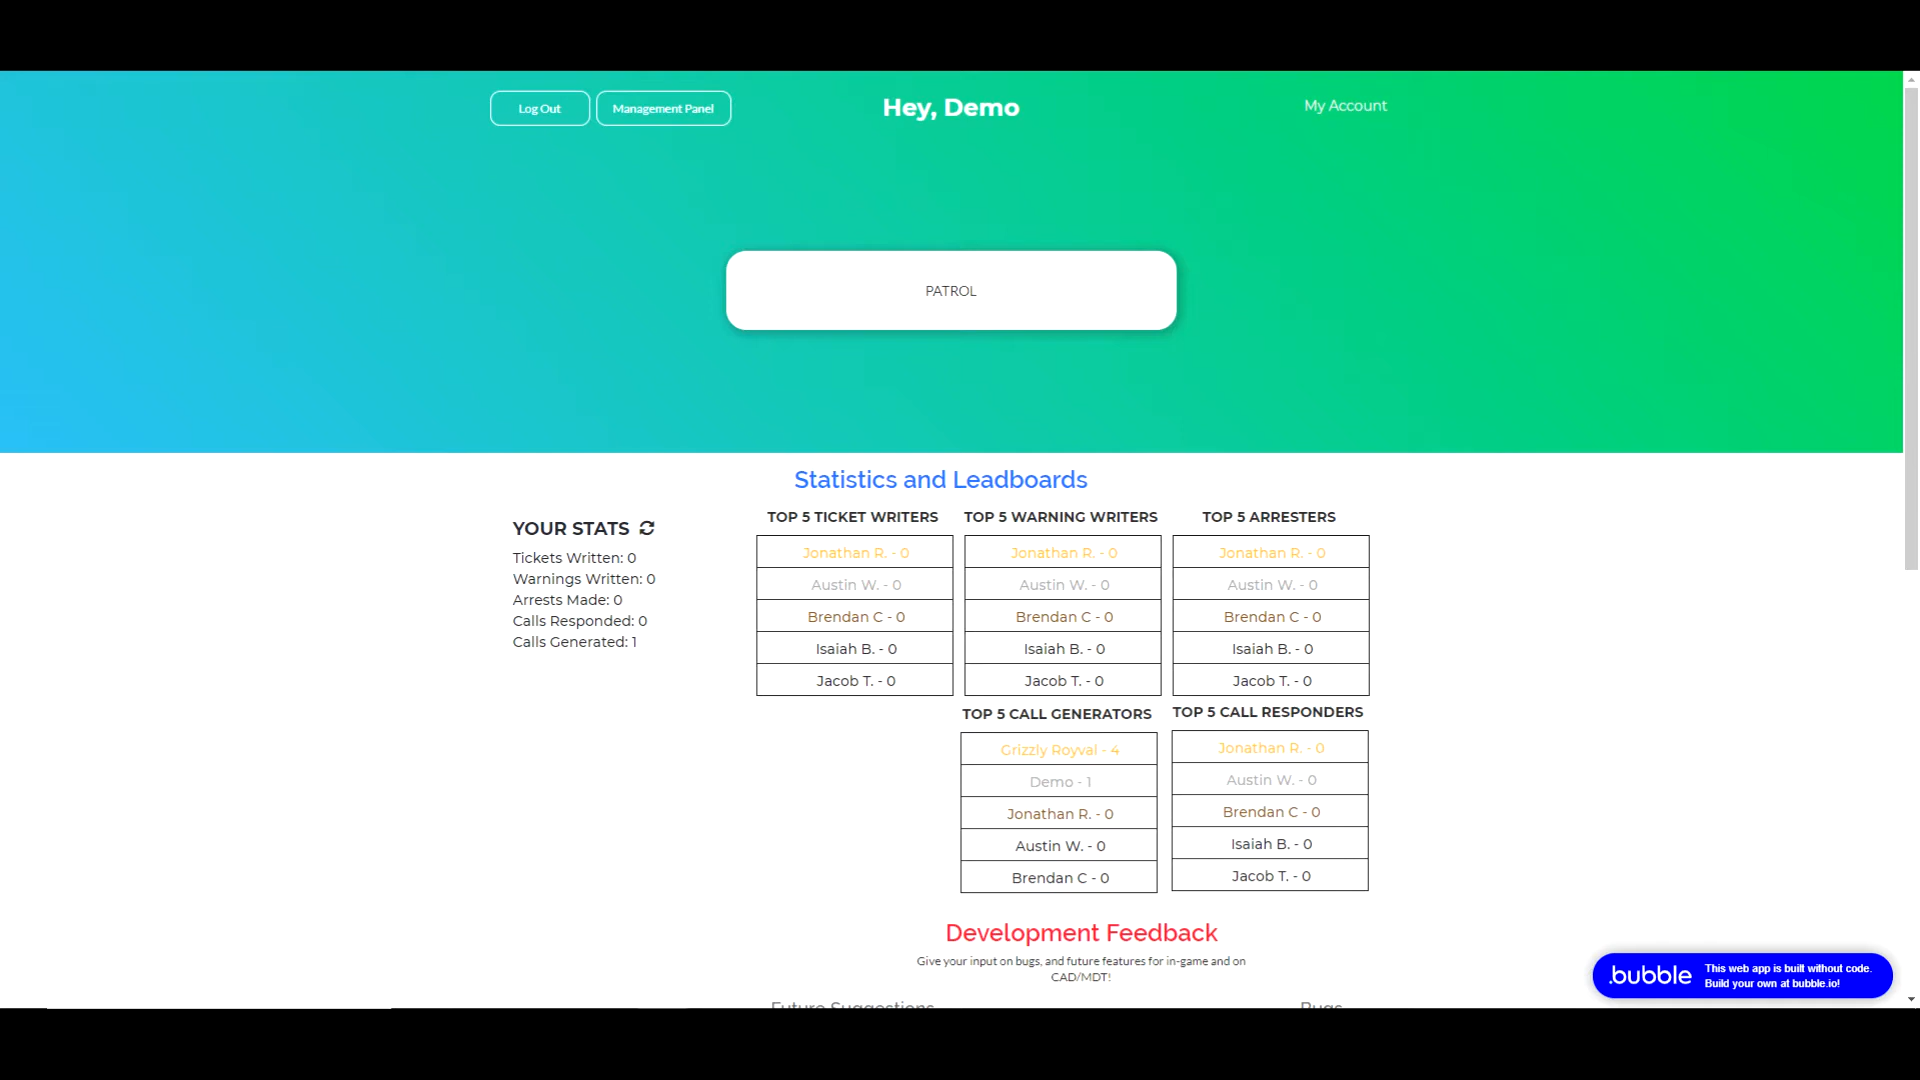 Log Out
Management Panel
Hey, Demo
My Account
PATROL
Statistics and Leadboards
YOUR STATS
Tickets Written: 0
Warnings Written: 0
Arrests Made: 0
Calls Responded: 0
Calls Generated: 1
TOP 5 TICKET WRITERS
Jonathan R. - 0
Austin W. - 0
Brendan C - 0
Isaiah B. - 0
Jacob T. - 0
TOP 5 WARNING WRITERS
Jonathan R. - 0
Austin W. - 0
Brendan C - 0
Isaiah B. - 0
Jacob T. - 0
TOP 5 ARRESTERS
Jonathan R. - 0
Austin W. - 0
Brendan C - 0
Isaiah B. - 0
Jacob T. - 0
TOP 5 CALL GENERATORS
Grizzly Royval - 4
Demo - 1
Jonathan R. - 0
Austin W. - 0
Brendan C - 0
TOP 5 CALL RESPONDERS
Jonathan R. - 0
Austin W. - 0
Brendan C - 0
Isaiah B. - 0
Jacob T. - 0
Development Feedback
Give your input on bugs, and future features for in-game and on
CAD/MDT!
Future Suggestions
Bugs
.bubble
This web app is built without code.
Build your own at bubble.io!